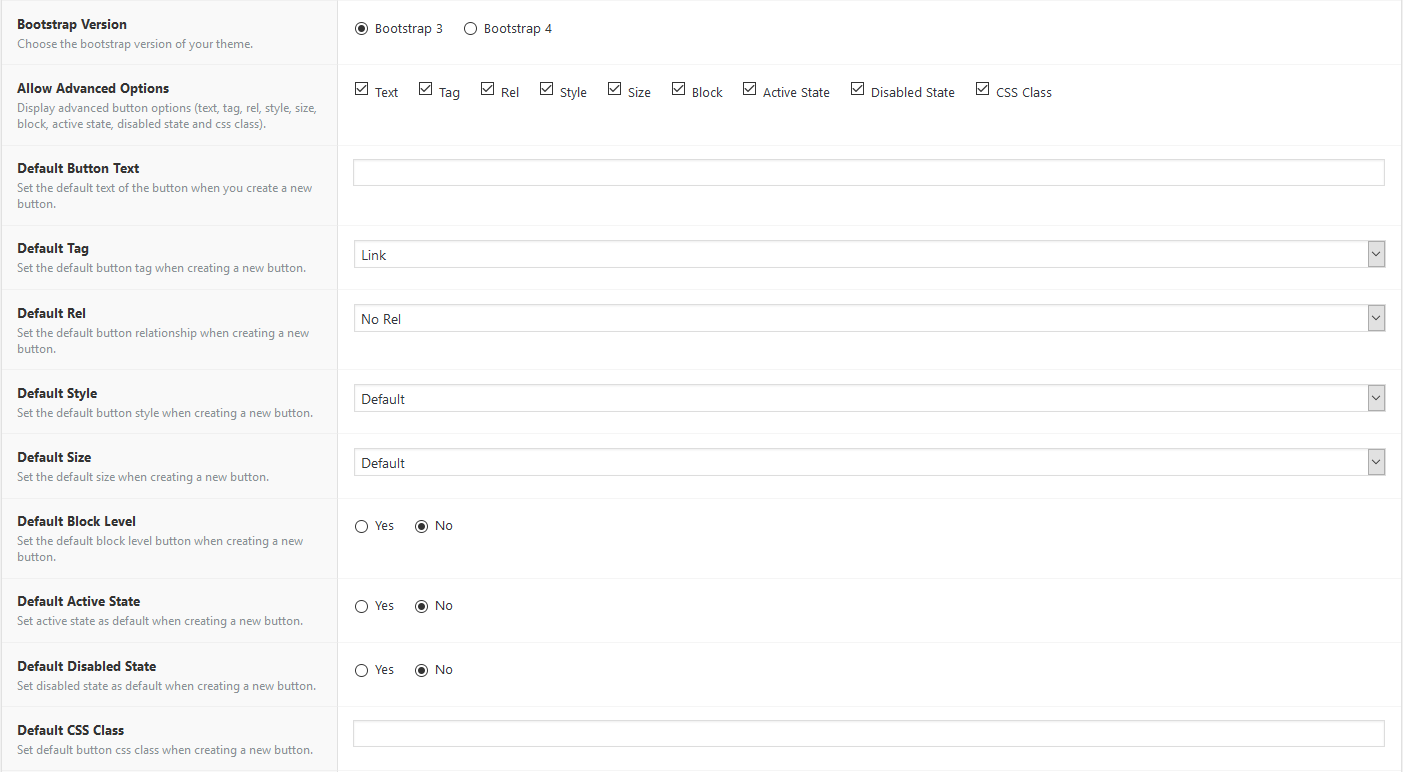 Bootstrap Version
Choose the bootstrap version of your theme.
Bootstrap 3 Bootstrap 4
Allow Advanced Options
Display advanced button options (text, tag, rel, style, size,
block, active state, disabled state and css class).
Text Tag Rel Style Size Block Active State Disabled State CSS Class
Default Button Text
Set the default text of the button when you create a new
button.
Default Tag
Set the default button tag when creating a new button.
Link
Default Rel
Set the default button relationship when creating a new
button.
No Rel
Default Style
Set the default button style when creating a new button.
Default
Default Size
Set the default size when creating a new button.
Default
Default Block Level
Set the default block level button when creating a new
button.
Yes No
Default Active State
Set active state as default when creating a new button.
Yes No
Default Disabled State
Set disabled state as default when creating a new button.
Yes No
Default CSS Class
Set default button css class when creating a new button.